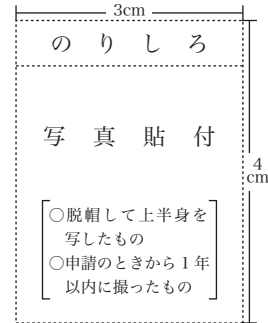 3cm
のりしろ
写真貼付
4
cm
○脱帽して上半身を
写したもの
○申請のときから1年
以内に撮ったもの